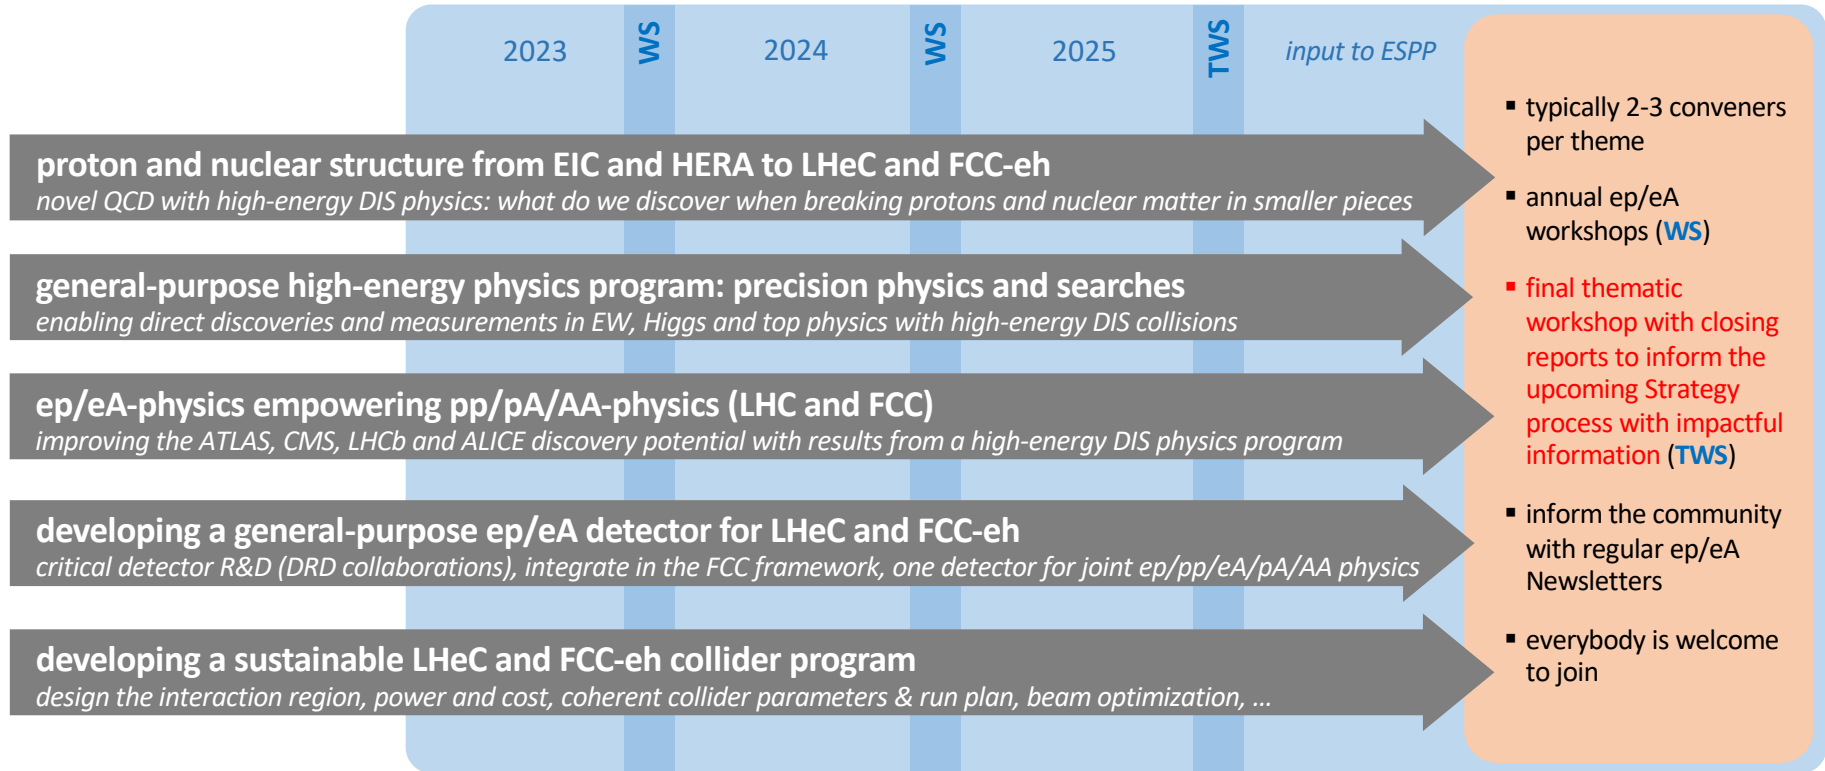 2023
WS
2024
WS
2025
TWS
input to ESPP
proton and nuclear structure from EIC and HERA to LHeC and FCC-eh
novel QCD with high-energy DIS physics: what do we discover when breaking protons and nuclear matter in smaller pieces
general-purpose high-energy physics program: precision physics and searches
enabling direct discoveries and measurements in EW, Higgs and top physics with high-energy DIS collisions
ep/eA-physics empowering pp/pA/AA-physics (LHC and FCC)
improving the ATLAS, CMS, LHCb and ALICE discovery potential with results from a high-energy DIS physics program
developing a general-purpose ep/eA detector for LHeC and FCC-eh
critical detector R&D (DRD collaborations), integrate in the FCC framework, one detector for joint ep/pp/eA/pA/AA physics
developing a sustainable LHeC and FCC-eh collider program
design the interaction region, power and cost, coherent collider parameters & run plan, beam optimization, ...
▪ typically 2-3 conveners
per theme
▪ annual ep/eA
workshops (WS)
▪ final thematic
workshop with closing
reports to inform the
upcoming Strategy
process with impactful
information (TWS)
▪ inform the community
with regular ep/eA
Newsletters
▪ everybody is welcome
to join